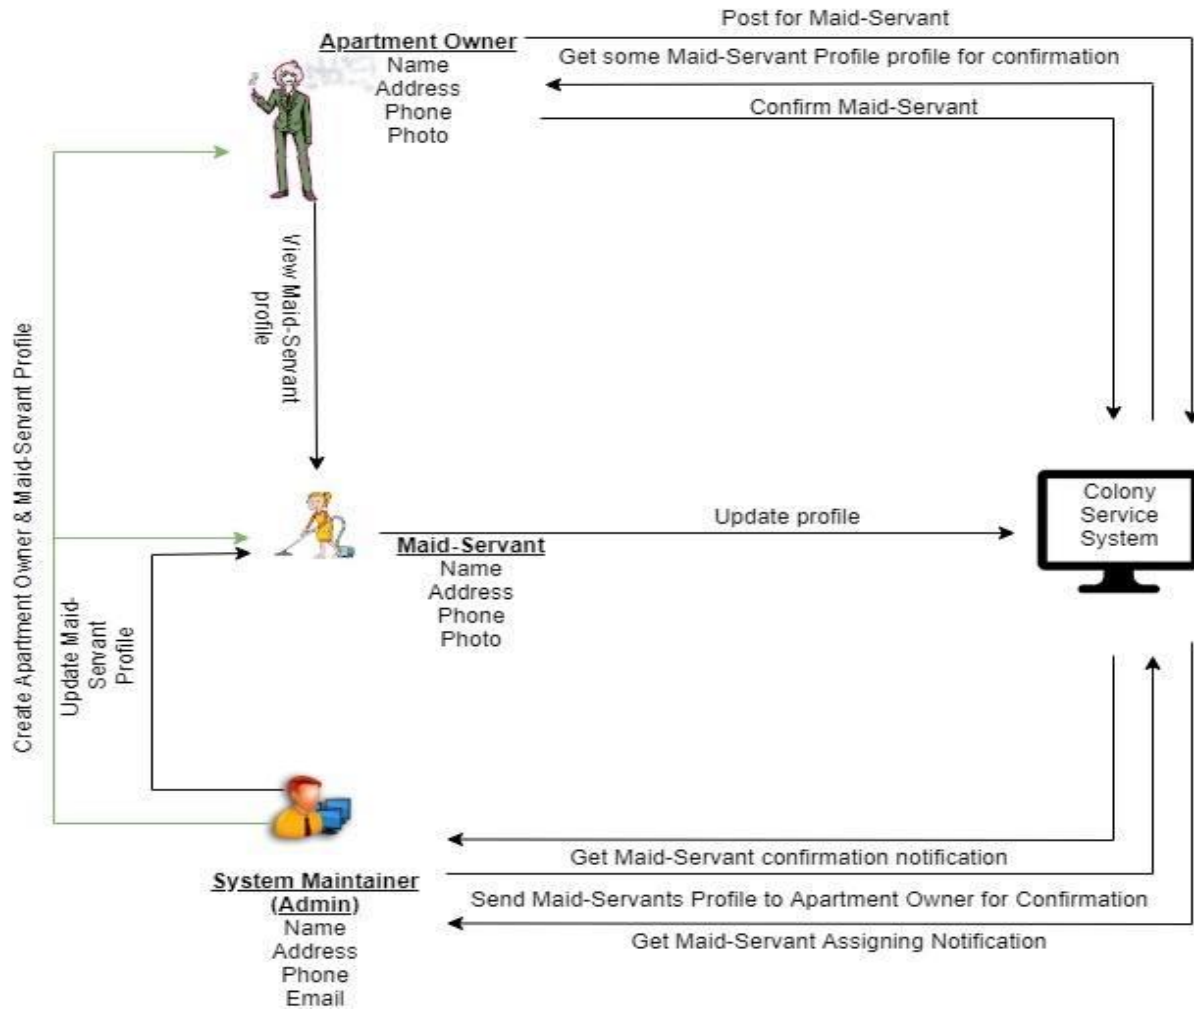 Post for Maid-Servant
Apartment Owner
Name
Address
Phone
Photo
Get some Maid-Servant Profile profile for confirmation
Confirm Maid-Servant
View Maid-Servant
profile
Create Apartment Owner & Maid-Servant Profile
Update profile
Colony
Service
System
Maid-Servant
Name
Address
Phone
Photo
Update Maid-
Servant
Profile
System Maintainer
(Admin)
Name
Address
Phone
Email
Get Maid-Servant confirmation notification
Send Maid-Servants Profile to Apartment Owner for Confirmation
Get Maid-Servant Assigning Notification